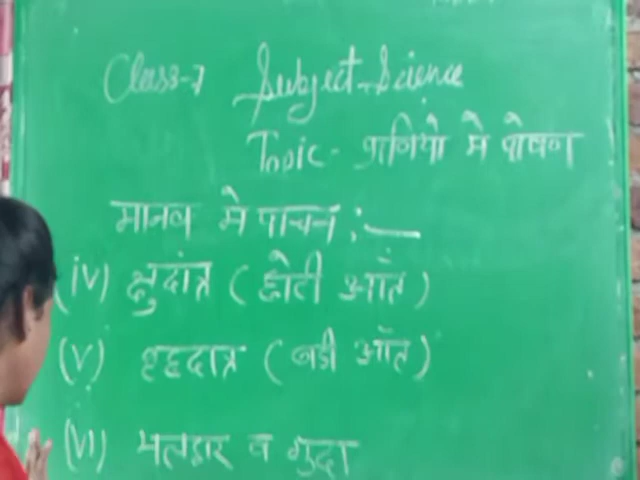 Class-7 Subject-Science
Topic- प्राणियो मे पोषण
मानव मे पाचन :—
(iv) क्षुदांत्र (छोटी आंत)
(v) वृहदात्र (बडी आँत)
(vi) मलद्वार व गुदा